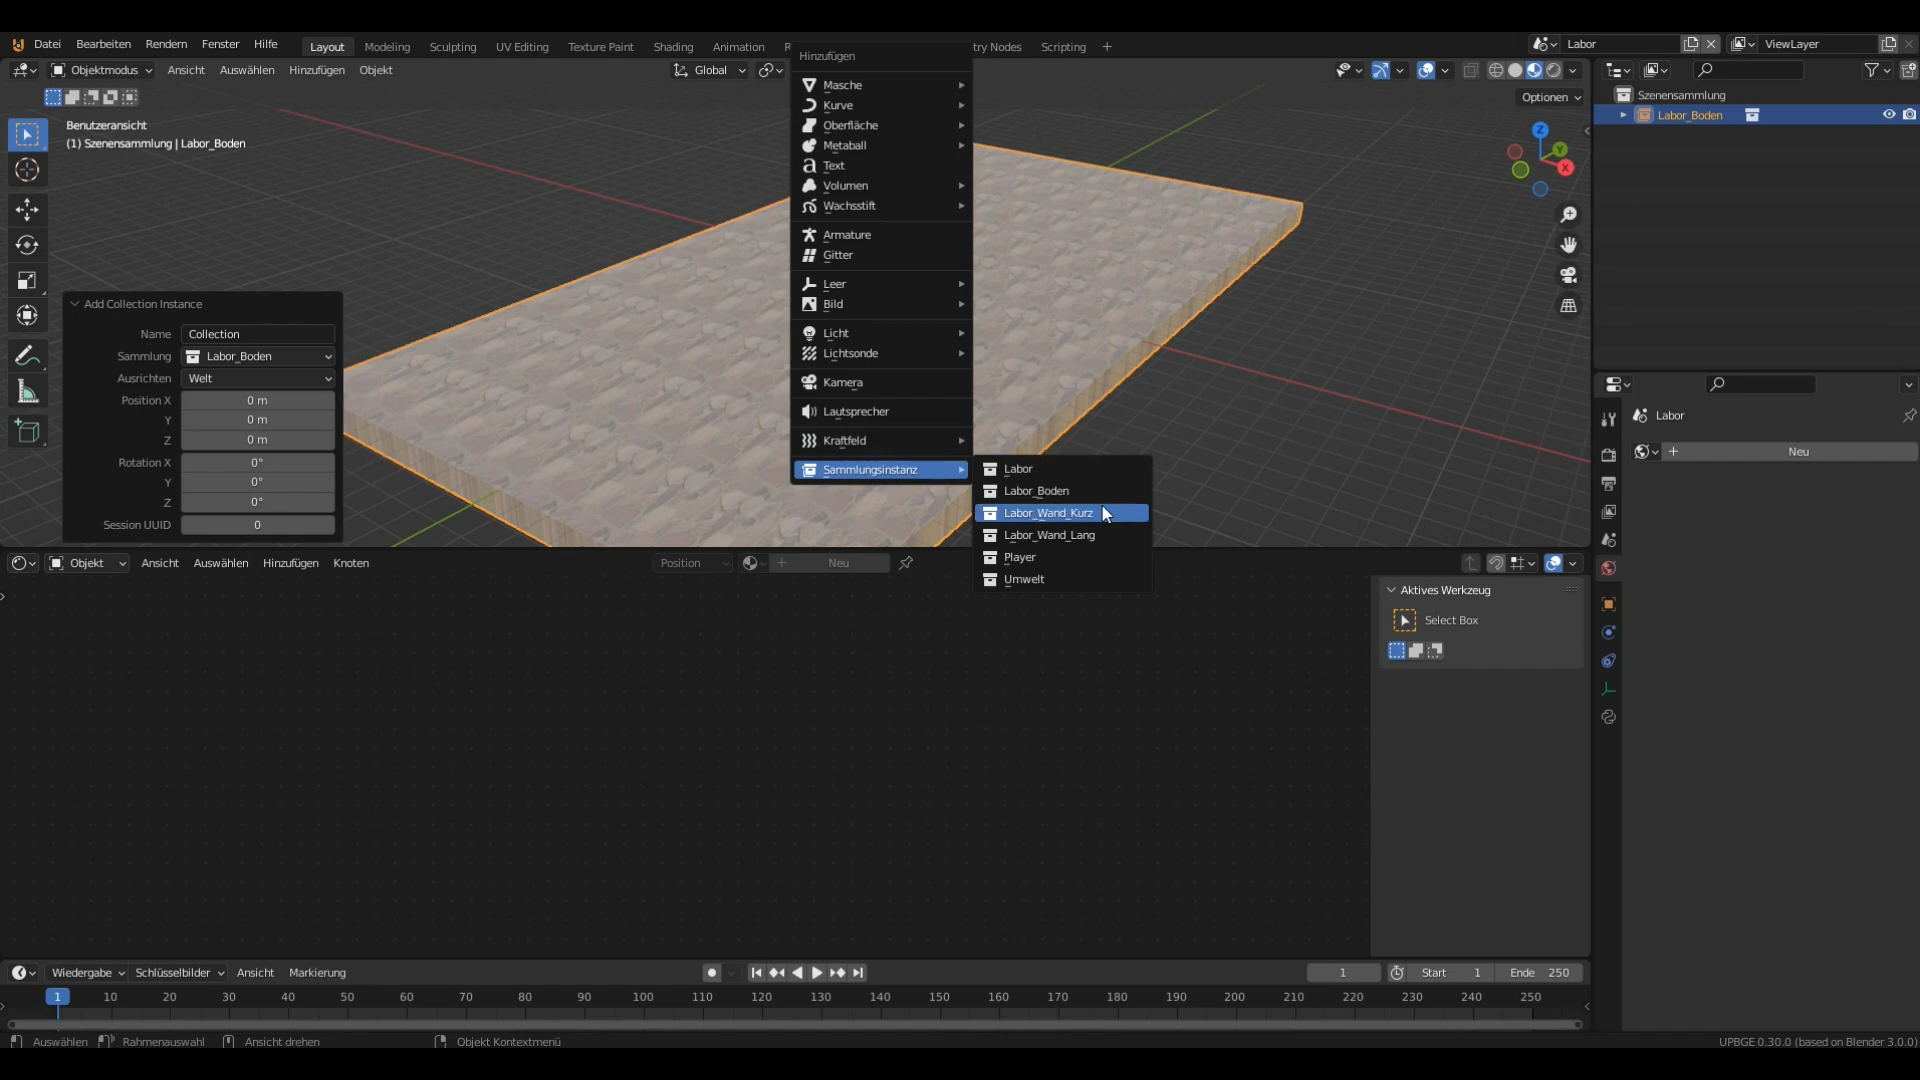 Datei Bearbeiten Rendern Fenster Hilfe Layout Modeling Sculpting UV Editing Texture Paint Shading Animation R try Nodes Scripting + Labor ViewLayer
Objektmodus Ansicht Auswählen Hinzufügen Objekt Global
Optionen
Benutzeransicht
(1) Szenensammlung | Labor_Boden
Hinzufügen
Masche
Kurve
Oberfläche
Metaball
Text
Volumen
Wachsstift
Armature
Gitter
Leer
Bild
Licht
Lichtsonde
Kamera
Lautsprecher
Kraftfeld
Sammlungsinstanz
Labor
Labor_Boden
Labor_Wand_Kurz
Labor_Wand_Lang
Player
Umwelt
Z
Y
X
Add Collection Instance
Name Collection
Sammlung Labor_Boden
Ausrichten Welt
Position X 0 m
Y 0 m
Z 0 m
Rotation X 0°
Y 0°
Z 0°
Session UUID 0
Szenensammlung
Labor_Boden
Labor
Neu
Objekt Ansicht Auswählen Hinzufügen Knoten Position Neu
Aktives Werkzeug
Select Box
Wiedergabe Schlüsselbilder Ansicht Markierung 1 Start 1 Ende 250
1 10 20 30 40 50 60 70 80 90 100 110 120 130 140 150 160 170 180 190 200 210 220 230 240 250
Auswählen Rahmenauswahl Ansicht drehen Objekt Kontextmenü UPBGE 0.30.0 (based on Blender 3.0.0)